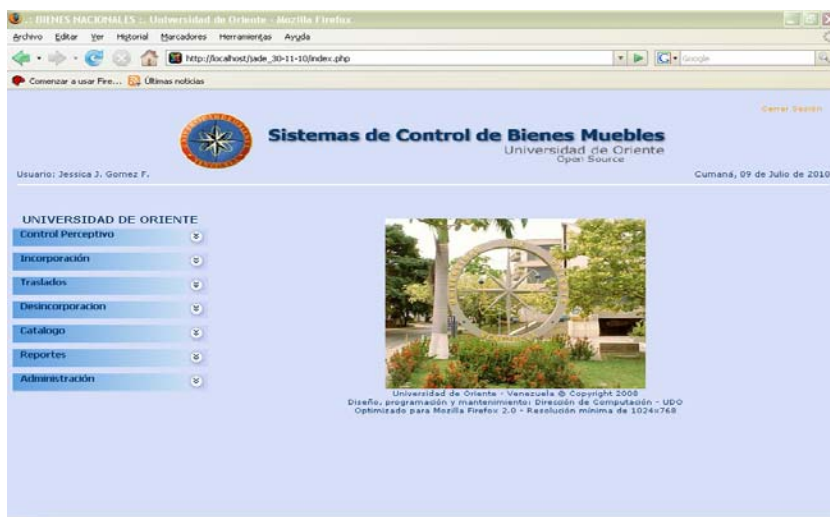 .: BIENES NACIONALES :. Universidad de Oriente - Mozilla Firefox
Archivo Editar Ver Historial Marcadores Herramientas Ayuda
http://localhost/jade_30-11-10/index.php
Google
Comenzar a usar Fire... Últimas noticias
Cerrar Sesión
Sistemas de Control de Bienes Muebles
Universidad de Oriente
Open Source
Usuario: Jessica J. Gomez F.
Cumaná, 09 de Julio de 2010
UNIVERSIDAD DE ORIENTE
Control Perceptivo
Incorporación
Traslados
Desincorporacion
Catalogo
Reportes
Administración
Universidad de Oriente - Venezuela @ Copyright 2008
Diseño, programación y mantenimiento: Dirección de Computación - UDO
Optimizado para Mozilla Firefox 2.0 - Resolución mínima de 1024x768